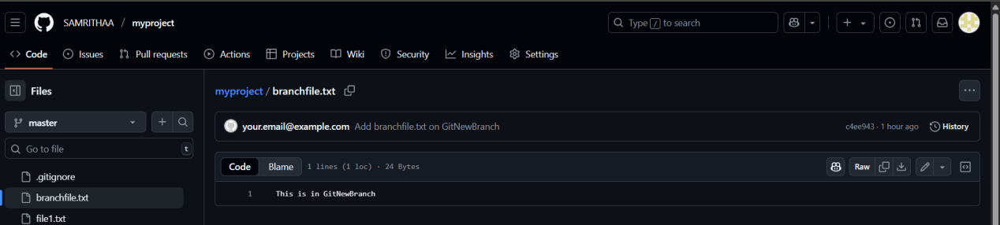 SAMRITHAA / myproject
Type / to search
Code Issues Pull requests Actions Projects Wiki Security Insights Settings
Files
master
Go to file t
.gitignore
branchfile.txt
file1.txt
myproject / branchfile.txt
your.email@example.com Add branchfile.txt on GitNewBranch c4ee943 · 1 hour ago History
Code Blame 1 lines (1 loc) · 24 Bytes Raw
1 This is in GitNewBranch